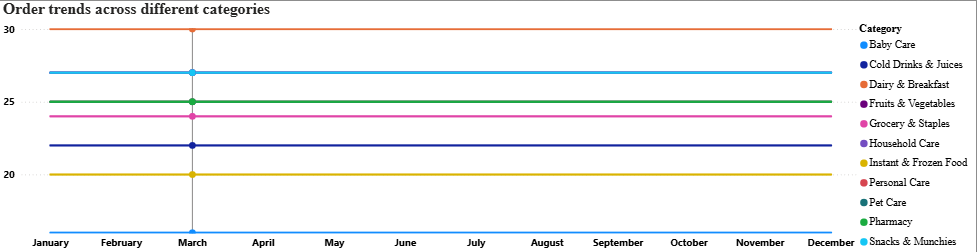 Order trends across different categories
30
25
20
January February March April May June July August September October November December
Category
Baby Care
Cold Drinks & Juices
Dairy & Breakfast
Fruits & Vegetables
Grocery & Staples
Household Care
Instant & Frozen Food
Personal Care
Pet Care
Pharmacy
Snacks & Munchies